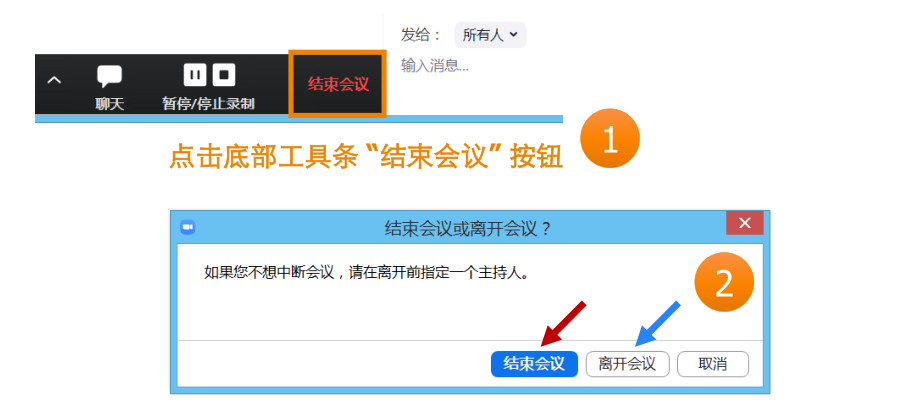 发给： 所有人
输入消息...
聊天 暂停/停止录制 结束会议
1
点击底部工具条“结束会议”按钮
结束会议或离开会议？
如果您不想中断会议，请在离开前指定一个主持人。
2
结束会议 离开会议 取消